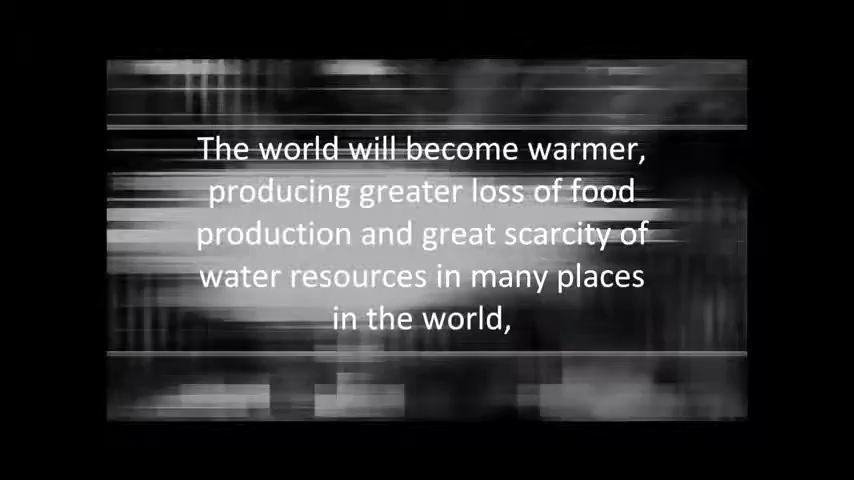 The world will become warmer,
producing greater loss of food
production and great scarcity of
water resources in many places
in the world,